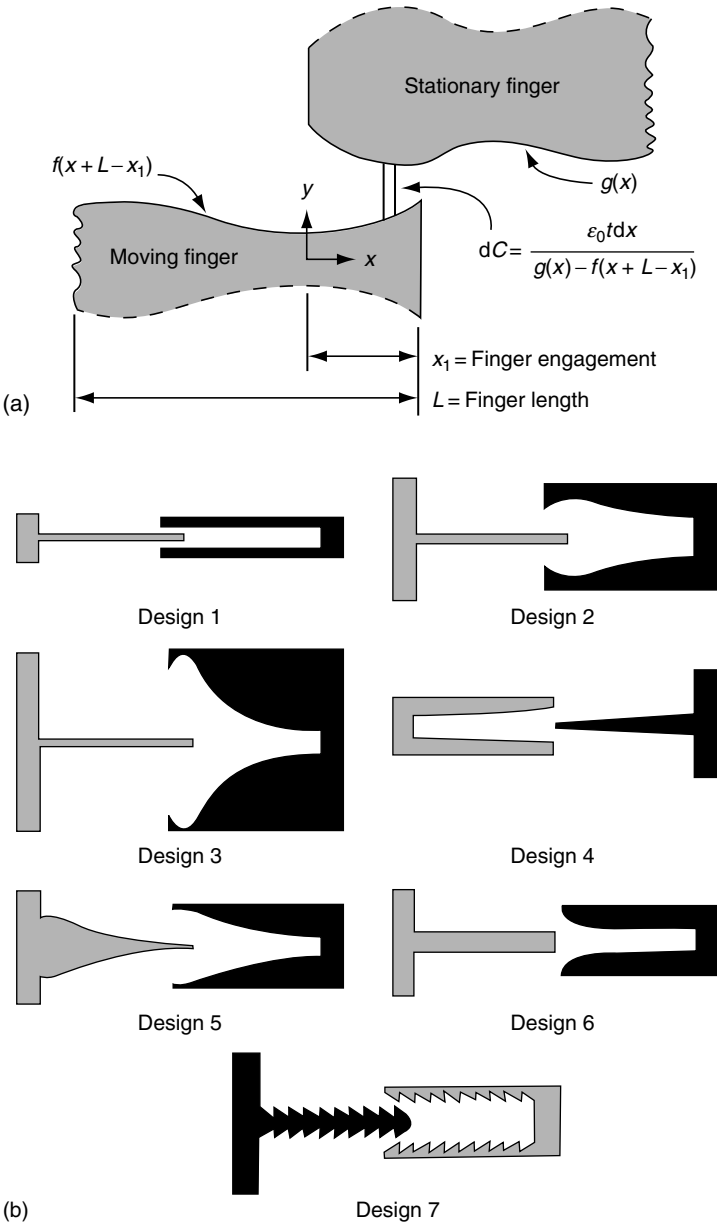 Stationary finger
f(x + L – x₁)
g(x)
y
Moving finger
x
dC = ε₀tdx / g(x) – f(x + L – x₁)
x₁ = Finger engagement
(a)
L = Finger length
Design 1
Design 2
Design 3
Design 4
Design 5
Design 6
(b)
Design 7